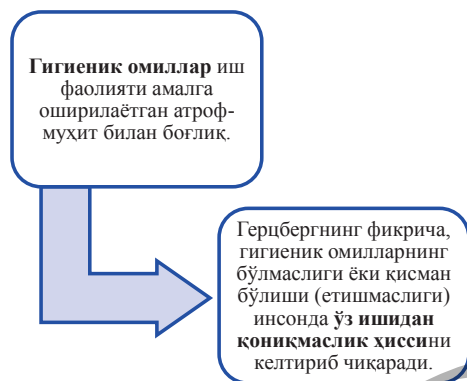 Гигиеник омиллар иш
фаолияти амалга
оширилаётган атроф-
муҳит билан боғлиқ.
Герцбергнинг фикрича,
гигиеник омилларнинг
бўлмаслиги ёки қисман
бўлиши (етишмаслиги)
инсонда ўз ишидан
қониқмаслик ҳиссини
келтириб чиқаради.